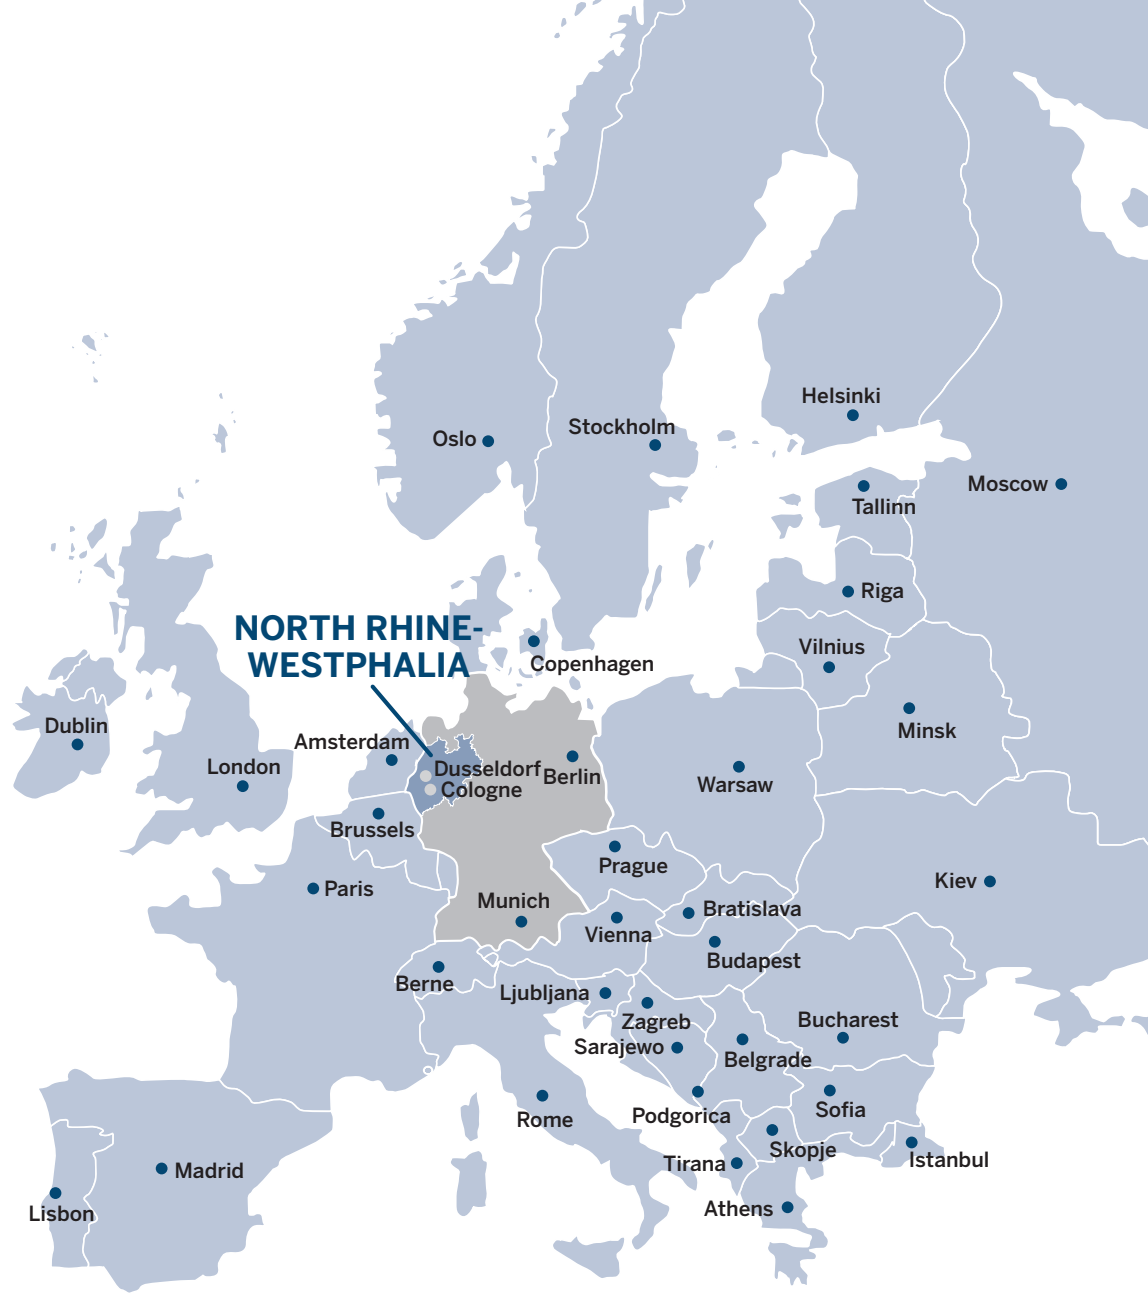 Helsinki
Stockholm
Oslo
Moscow
Tallinn
Riga
NORTH RHINE-
WESTPHALIA
Vilnius
Copenhagen
Dublin
Minsk
Amsterdam
London
Dusseldorf
Berlin
Warsaw
Cologne
Brussels
Prague
Paris
Kiev
Munich
Bratislava
Vienna
Budapest
Berne
Ljubljana
Zagreb
Bucharest
Sarajewo
Belgrade
Podgorica
Sofia
Rome
Skopje
Istanbul
Tirana
Madrid
Athens
Lisbon